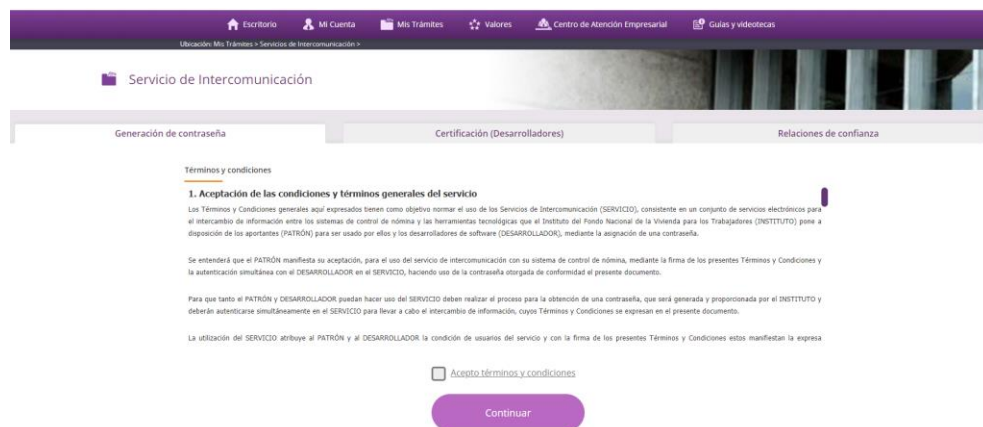 Escritorio Mi Cuenta Mis Trámites Valores Centro de Atención Empresarial Guías y videotecas
Ubicación: Mis Trámites > Servicios de Intercomunicación >
Servicio de Intercomunicación
Generación de contraseña Certificación (Desarrolladores) Relaciones de confianza
Términos y condiciones
1. Aceptación de las condiciones y términos generales del servicio
Los Términos y Condiciones generales aquí expresados tienen como objetivo normar el uso de los Servicios de Intercomunicación (SERVICIO), consistente en un conjunto de servicios electrónicos para
el intercambio de información entre los sistemas de control de nómina y las herramientas tecnológicas que el Instituto del Fondo Nacional de la Vivienda para los Trabajadores (INSTITUTO) pone a
disposición de los aportantes (PATRÓN) para ser usado por ellos y los desarrolladores de software (DESARROLLADOR), mediante la asignación de una contraseña.
Se entenderá que el PATRÓN manifiesta su aceptación, para el uso del servicio de intercomunicación con su sistema de control de nómina, mediante la firma de los presentes Términos y Condiciones y
la autenticación simultánea con el DESARROLLADOR en el SERVICIO, haciendo uso de la contraseña otorgada de conformidad el presente documento.
Para que tanto el PATRÓN y DESARROLLADOR puedan hacer uso del SERVICIO deben realizar el proceso para la obtención de una contraseña, que será generada y proporcionada por el INSTITUTO y
deberán autenticarse simultáneamente en el SERVICIO para llevar a cabo el intercambio de información, cuyos Términos y Condiciones se expresan en el presente documento.
La utilización del SERVICIO atribuye al PATRÓN y al DESARROLLADOR la condición de usuarios del servicio y con la firma de los presentes Términos y Condiciones estos manifiestan la expresa
Acepto términos y condiciones
Continuar